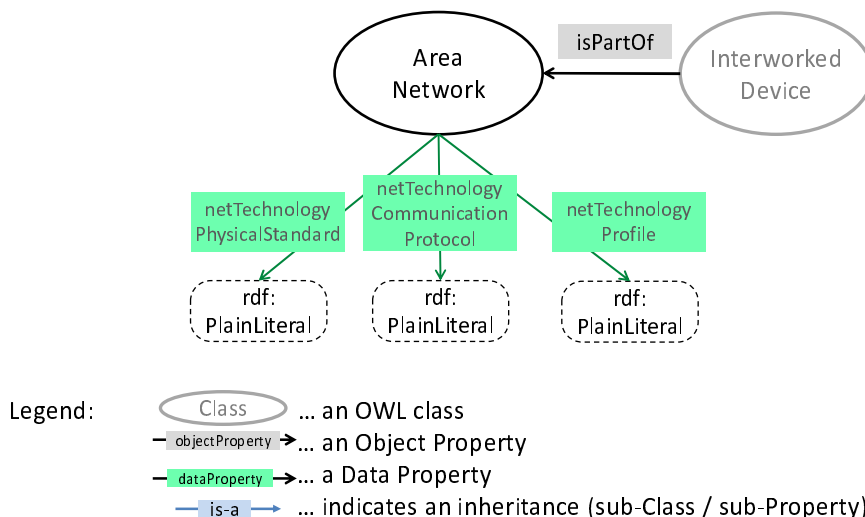 isPartOf
Area
Network
Interworked
Device
netTechnology
PhysicalStandard
netTechnology
Communication
Protocol
netTechnology
Profile
rdf:
PlainLiteral
rdf:
PlainLiteral
rdf:
PlainLiteral
Legend:
Class ... an OWL class
objectProperty ... an Object Property
dataProperty ... a Data Property
is-a ... indicates an inheritance (sub-Class / sub-Property)